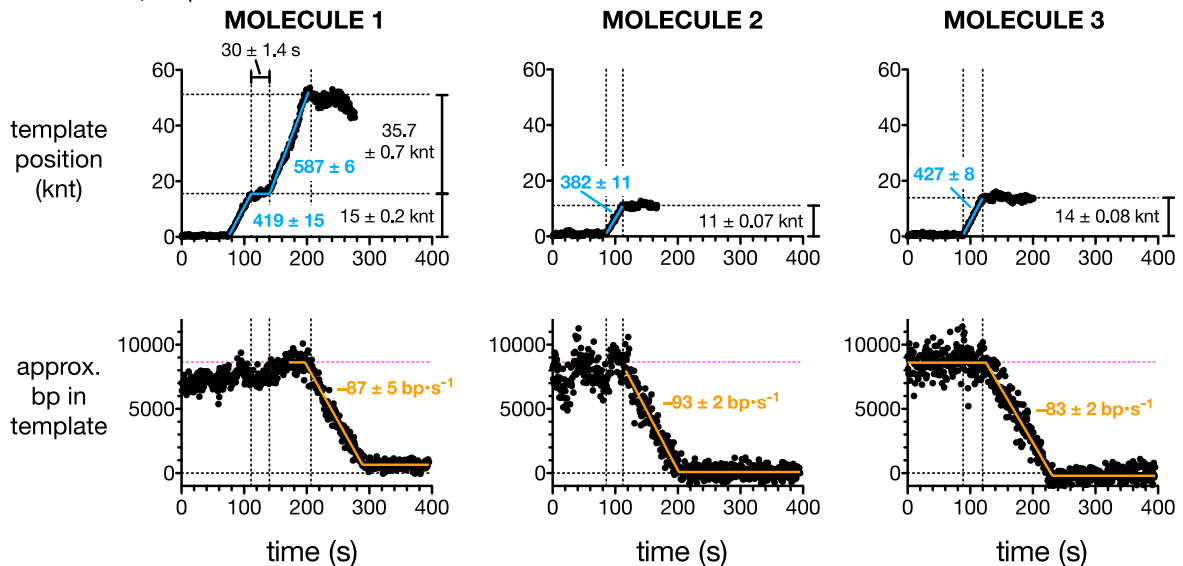 MOLECULE 1 MOLECULE 2 MOLECULE 3
30 ± 1.4 s
template
position
(knt)
60
40
20
0
35.7
± 0.7 knt
587 ± 6
419 ± 15
15 ± 0.2 knt
0 100 200 300 400
60
40
20
0
382 ± 11
11 ± 0.07 knt
0 100 200 300 400
60
40
20
0
427 ± 8
14 ± 0.08 knt
0 100 200 300 400
approx.
bp in
template
10000
5000
0
–87 ± 5 bp·s⁻¹
0 100 200 300 400
time (s)
10000
5000
0
–93 ± 2 bp·s⁻¹
0 100 200 300 400
time (s)
10000
5000
0
–83 ± 2 bp·s⁻¹
0 100 200 300 400
time (s)